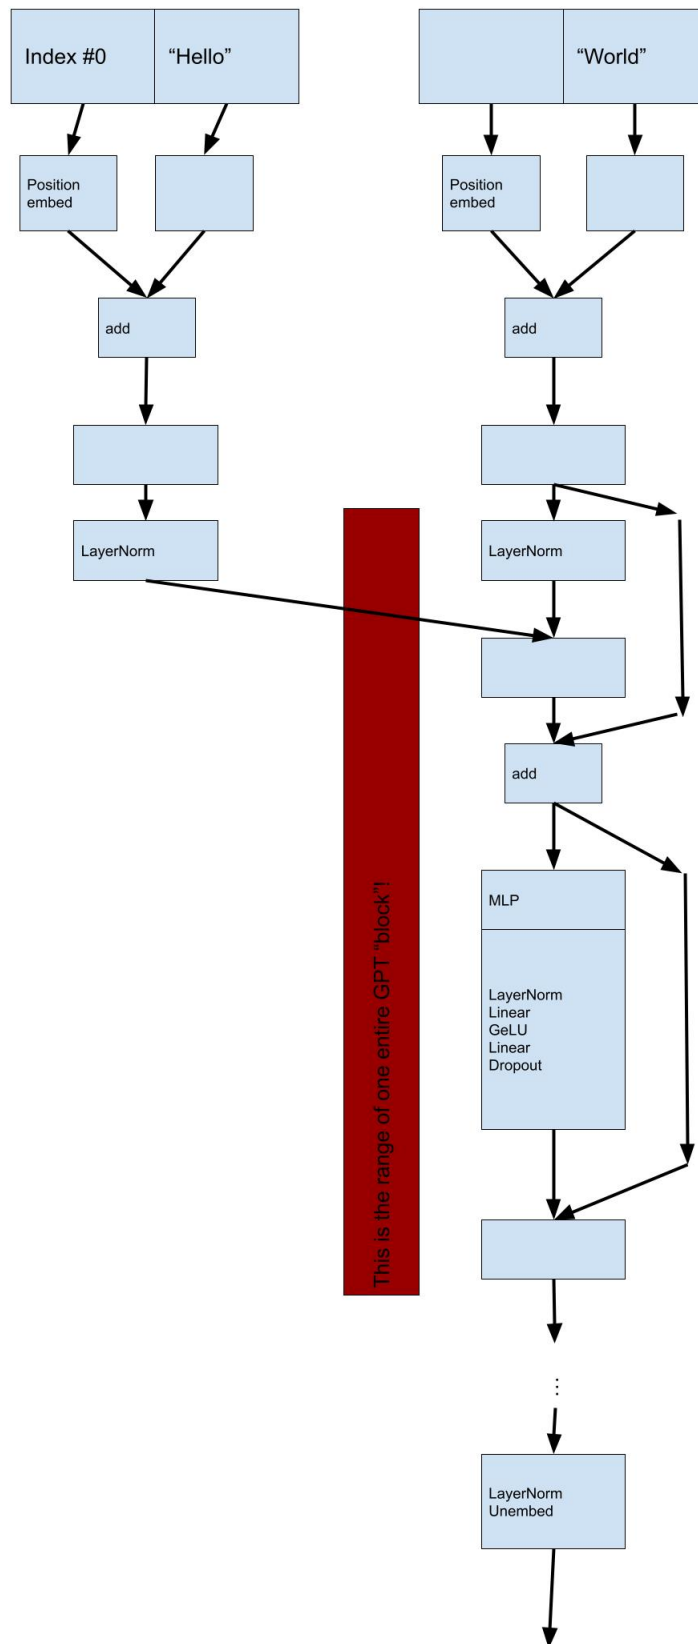 Index #0
“Hello”
“World”
Position
embed
Position
embed
add
add
LayerNorm
LayerNorm
add
This is the range of one entire GPT “block”!
MLP
LayerNorm
Linear
GeLU
Linear
Dropout
...
LayerNorm
Unembed